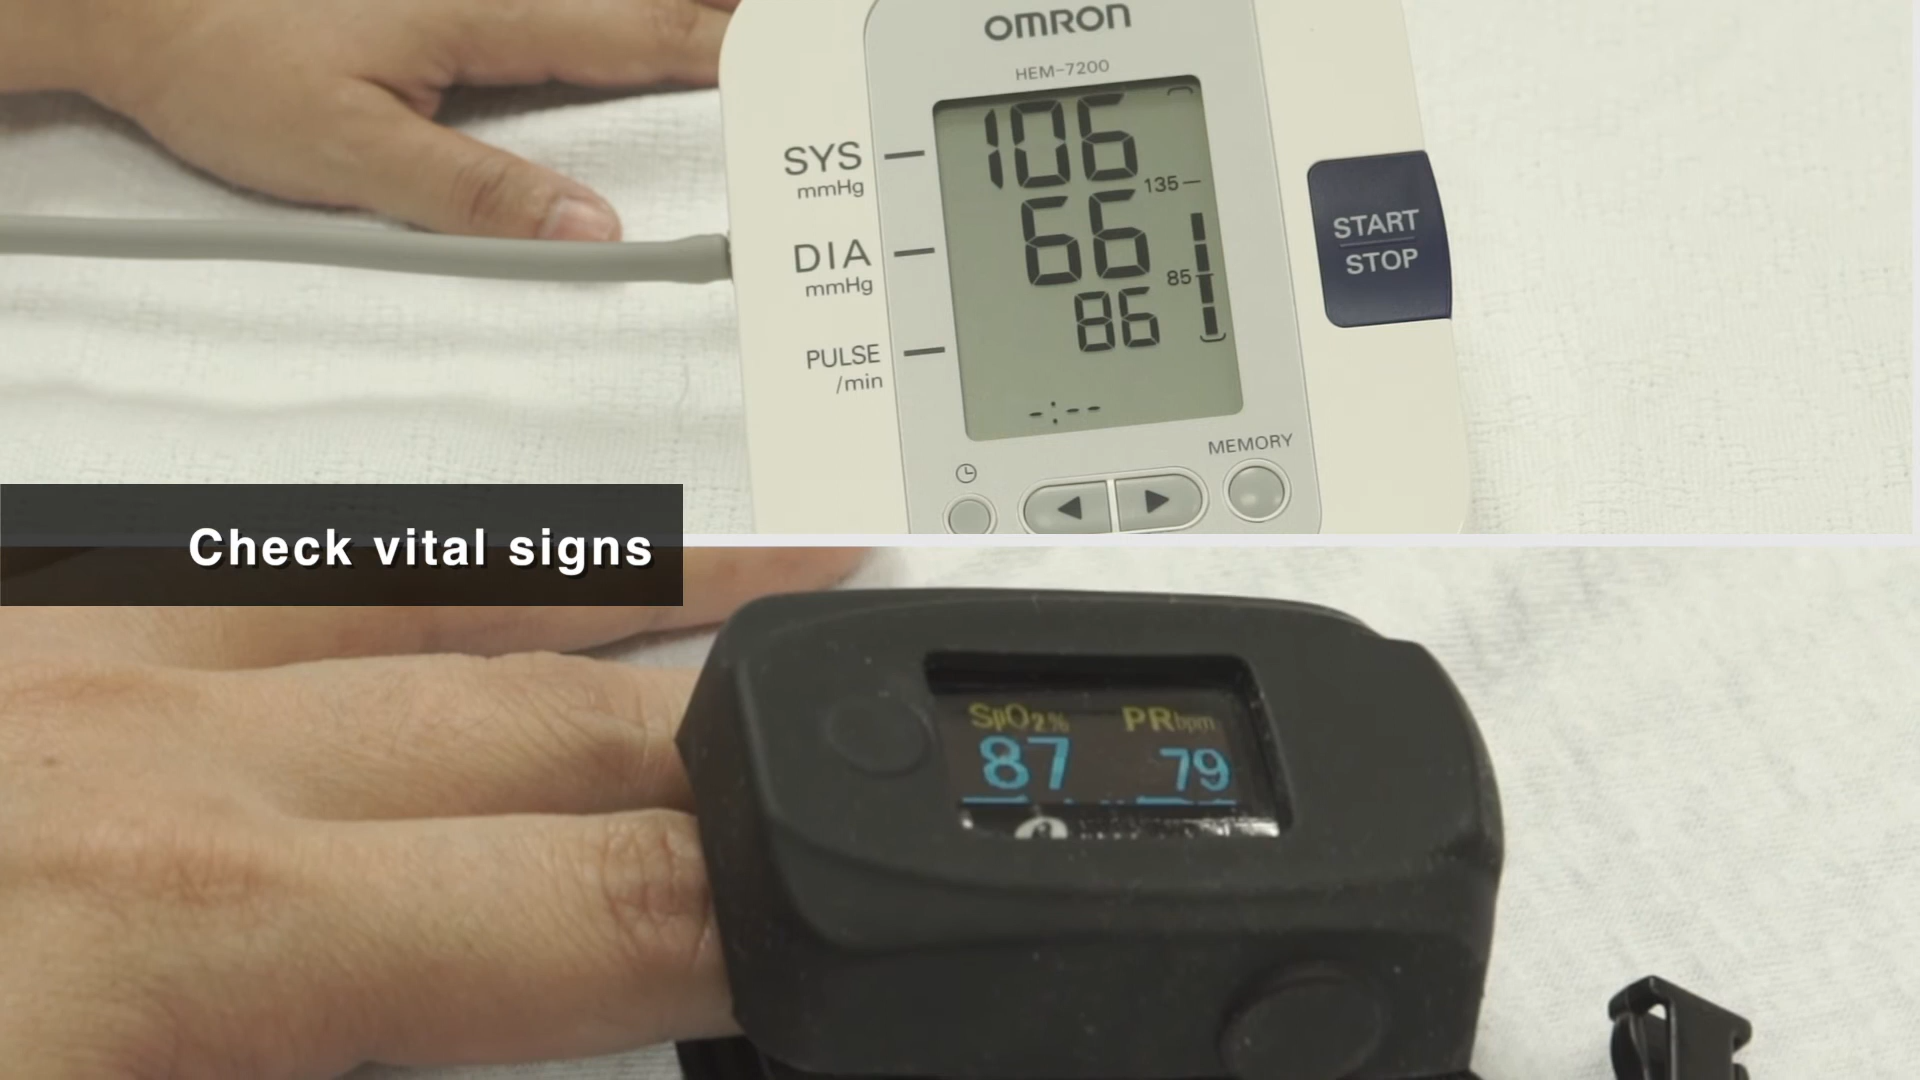 OMRON
HEM-7200
SYS
mmHg
106
135
DIA
mmHg
66
85
PULSE
/min
86
-:--
START
STOP
MEMORY
Check vital signs
SpO2% PRbpm
87 79